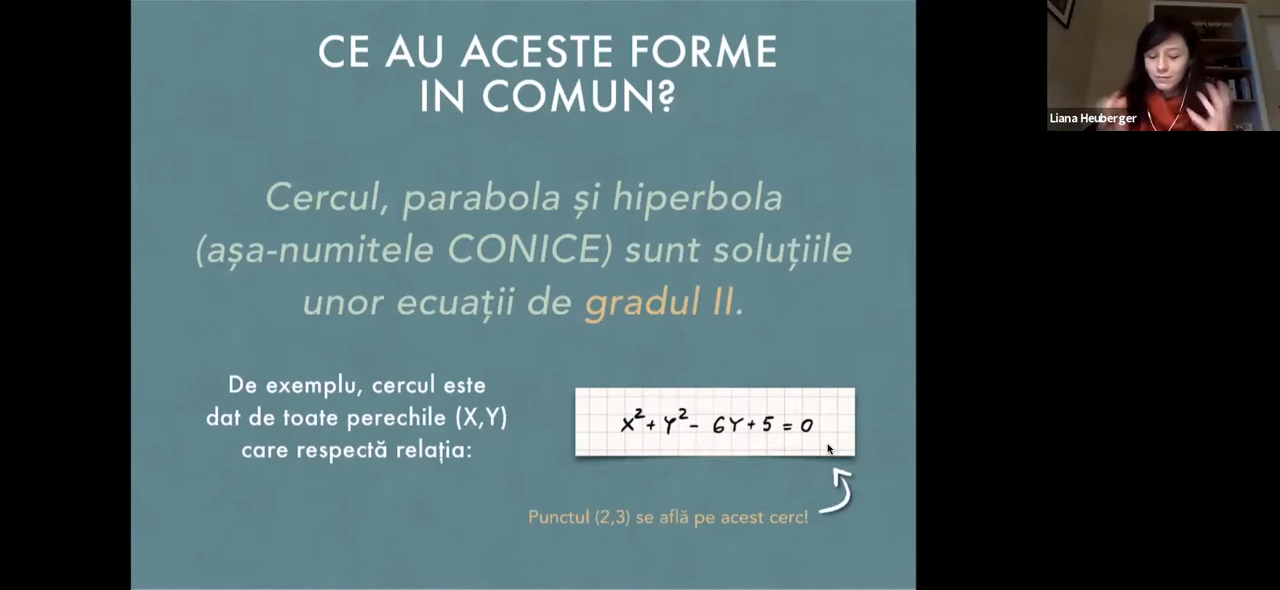 CE AU ACESTE FORME
IN COMUN?
Cercul, parabola și hiperbola
(așa-numitele CONICE) sunt soluțiile
unor ecuații de gradul II.
De exemplu, cercul este
dat de toate perechile (X,Y)
care respectă relația:
x²+y²- 6Y+5 = 0
Punctul (2,3) se află pe acest cerc!
Liana Heuberger